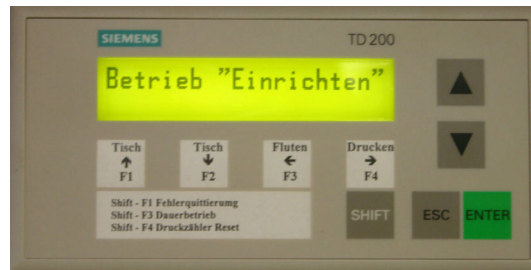 SIEMENS
TD 200
Betrieb "Einrichten"
Tisch Tisch Fluten Drucken
↑ ↓ ← →
F1 F2 F3 F4
Shift - F1 Fehlerquittierumg
Shift - F3 Dauerbetrieb
Shift - F4 Druckzähler Reset
SHIFT ESC ENTER